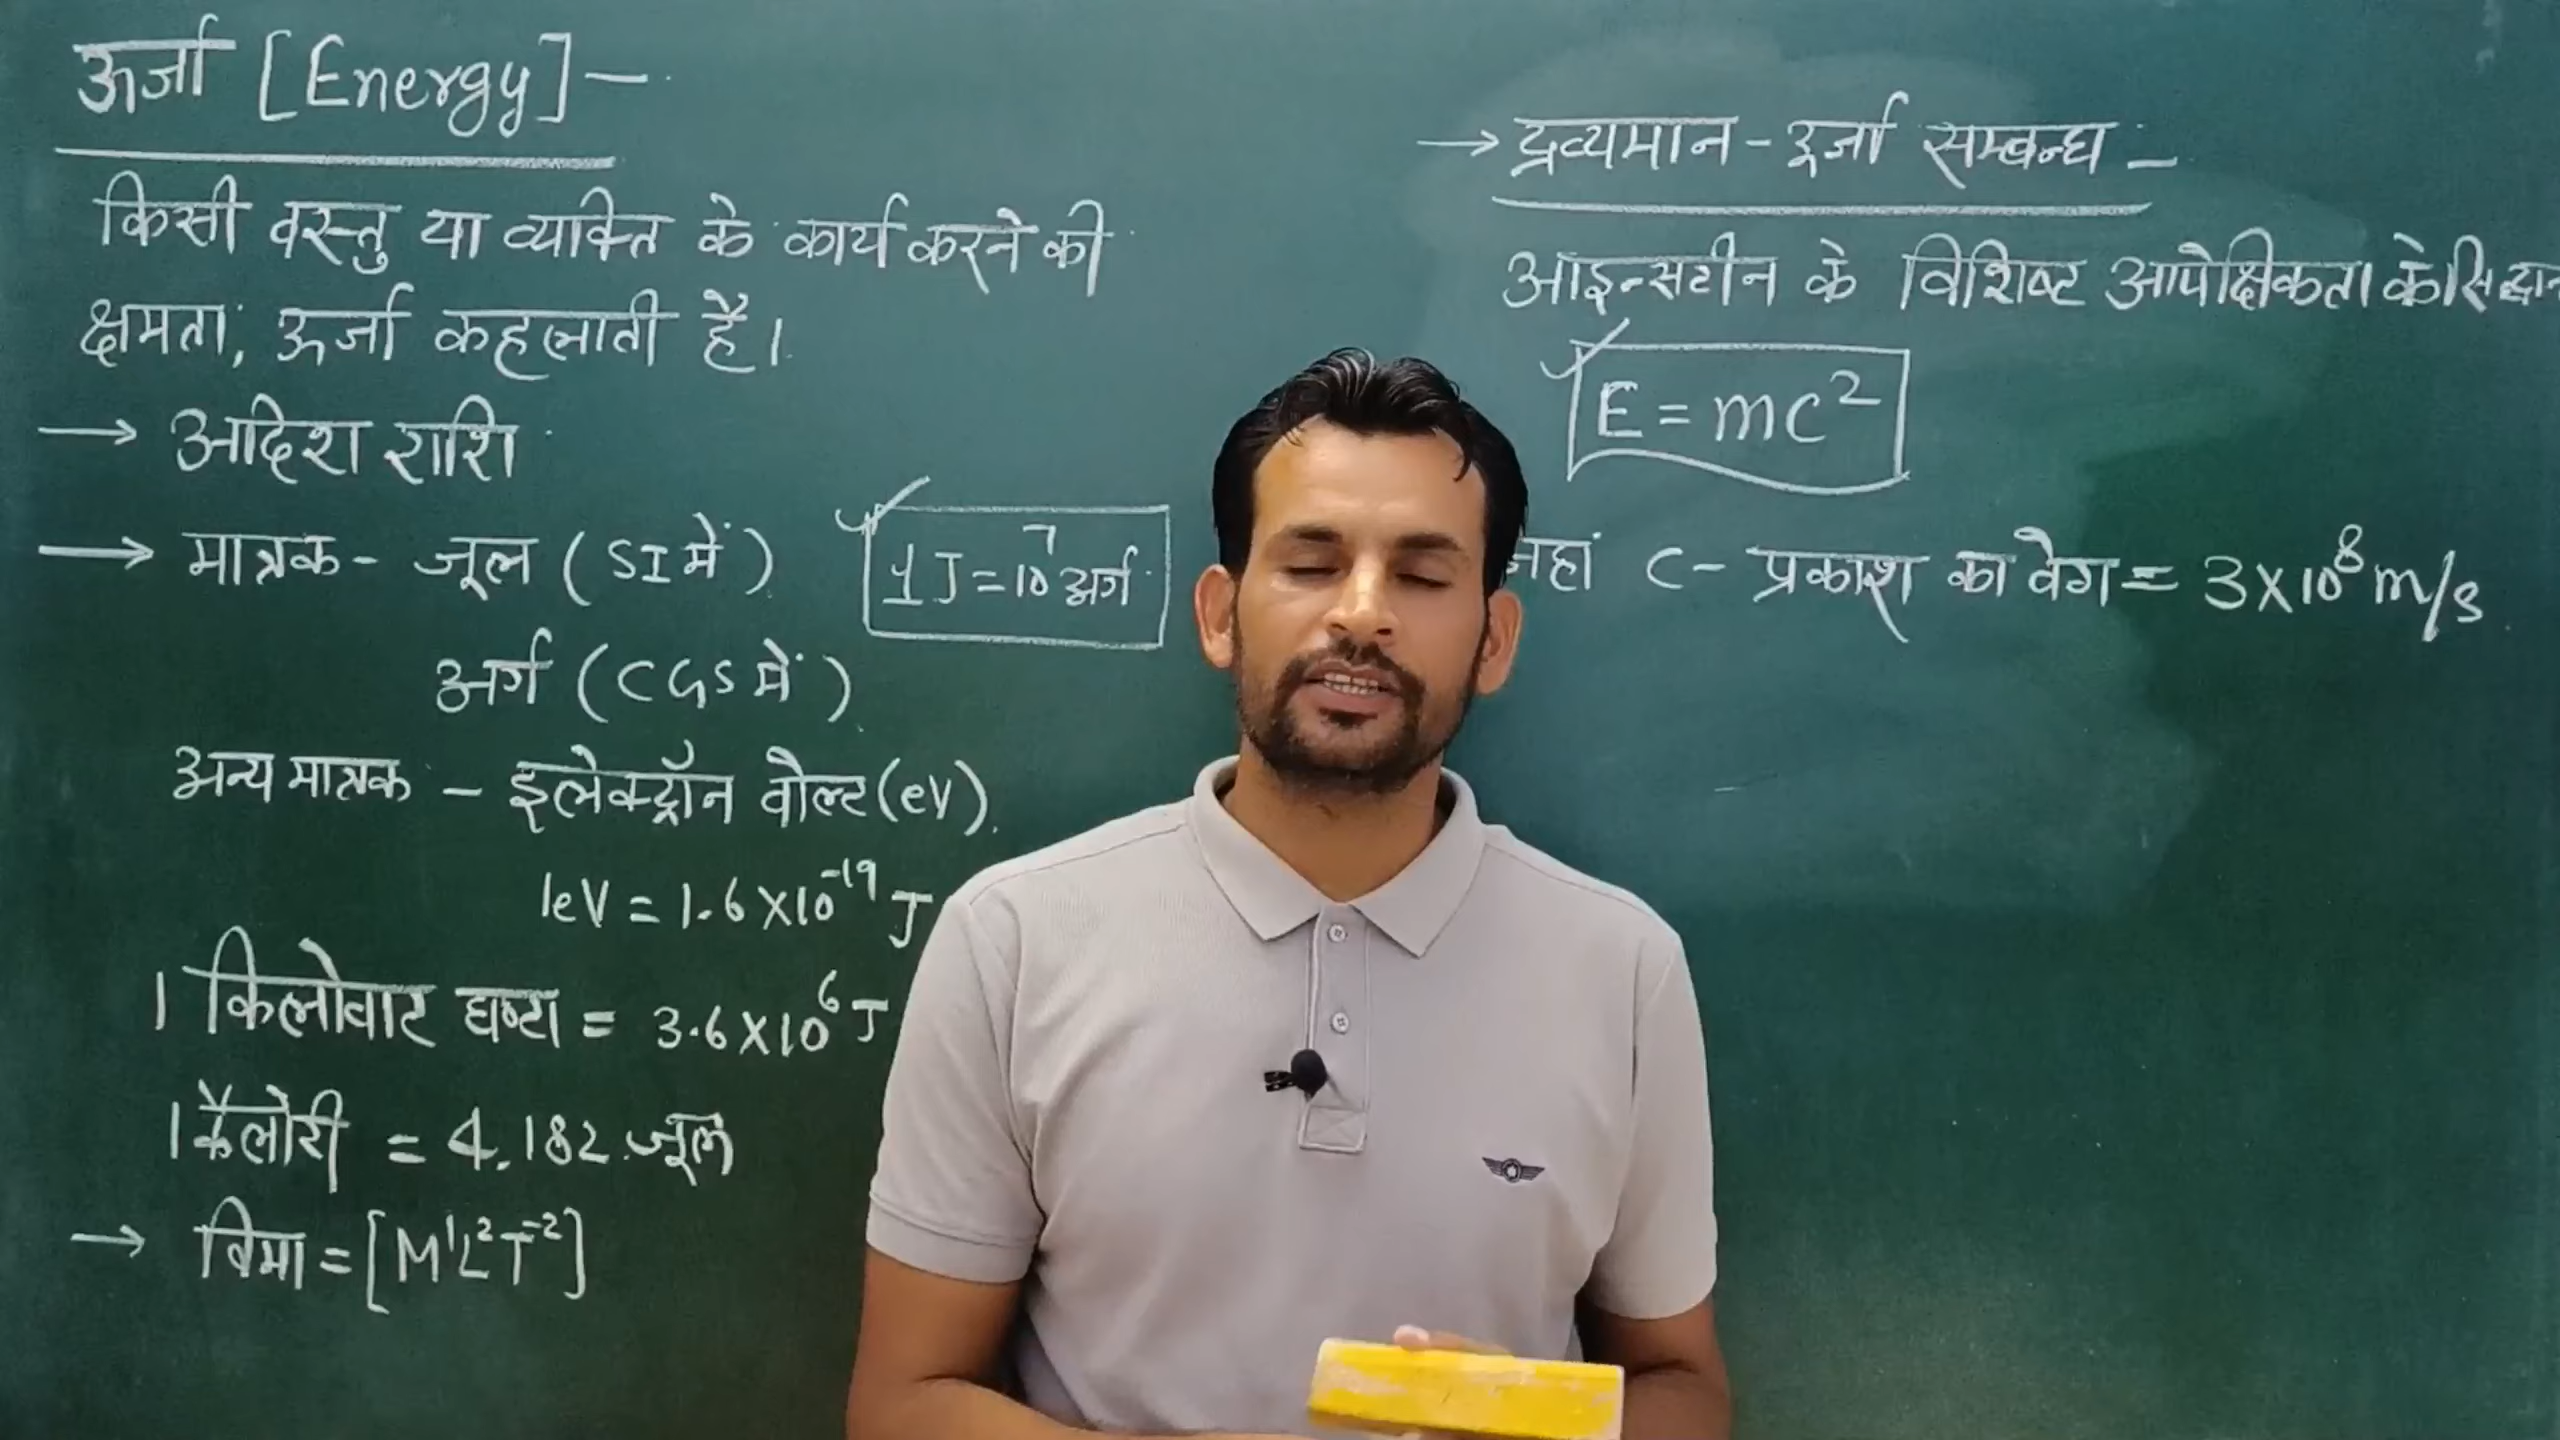 ऊर्जा [Energy] –
किसी वस्तु या व्यक्ति के कार्य करने की
क्षमता, ऊर्जा कहलाती है।
→ अदिश राशि
→ मात्रक - जूल (SI में)
1 J = 10⁷ अर्ग
अर्ग (CGS में)
अन्य मात्रक – इलेक्ट्रॉन वोल्ट (eV).
1eV = 1.6 X 10⁻¹⁹ J
1 किलोवाट घण्टा = 3.6 X 10⁶ J
1 कैलोरी = 4.182 जूल
→ विमा = [M¹L²T⁻²]
→ द्रव्यमान - ऊर्जा सम्बन्ध –
आइन्सटीन के विशिष्ट आपेक्षिकता के
E = mc²
जहां c - प्रकाश का वेग = 3 X 10⁸ m/s